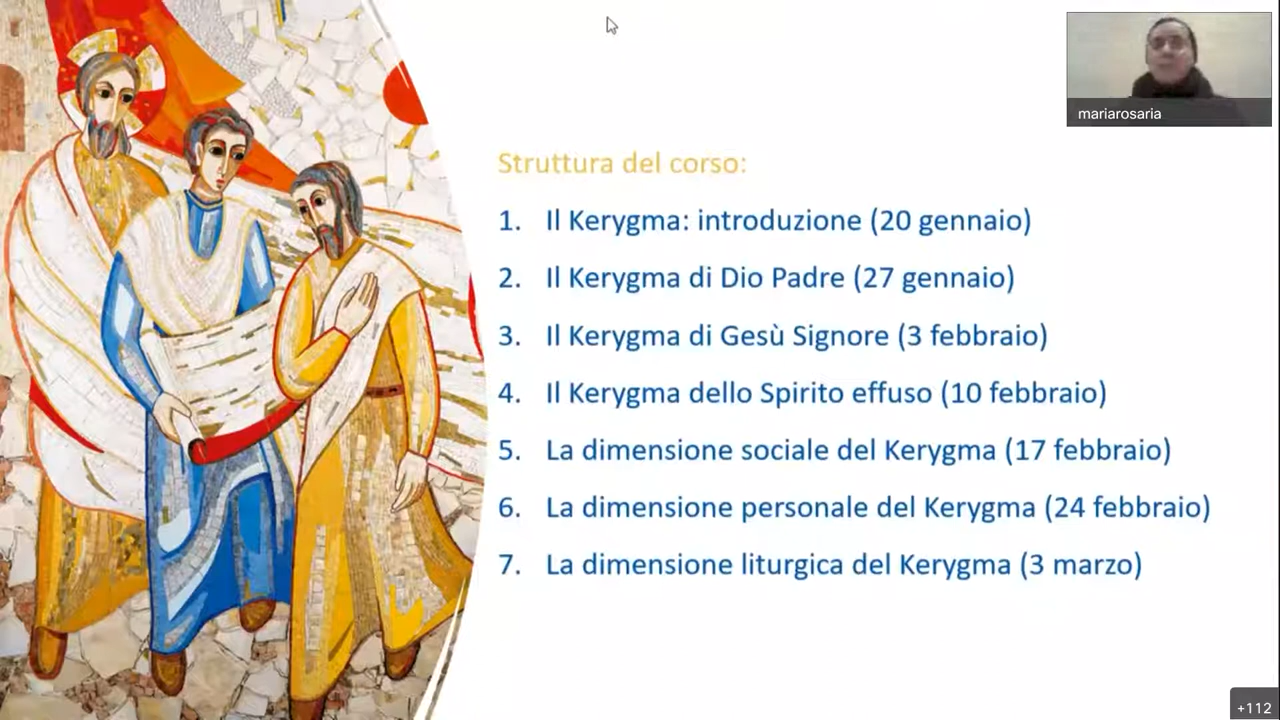 mariarosaria
Struttura del corso:
1. Il Kerygma: introduzione (20 gennaio)
2. Il Kerygma di Dio Padre (27 gennaio)
3. Il Kerygma di Gesù Signore (3 febbraio)
4. Il Kerygma dello Spirito effuso (10 febbraio)
5. La dimensione sociale del Kerygma (17 febbraio)
6. La dimensione personale del Kerygma (24 febbraio)
7. La dimensione liturgica del Kerygma (3 marzo)
+112